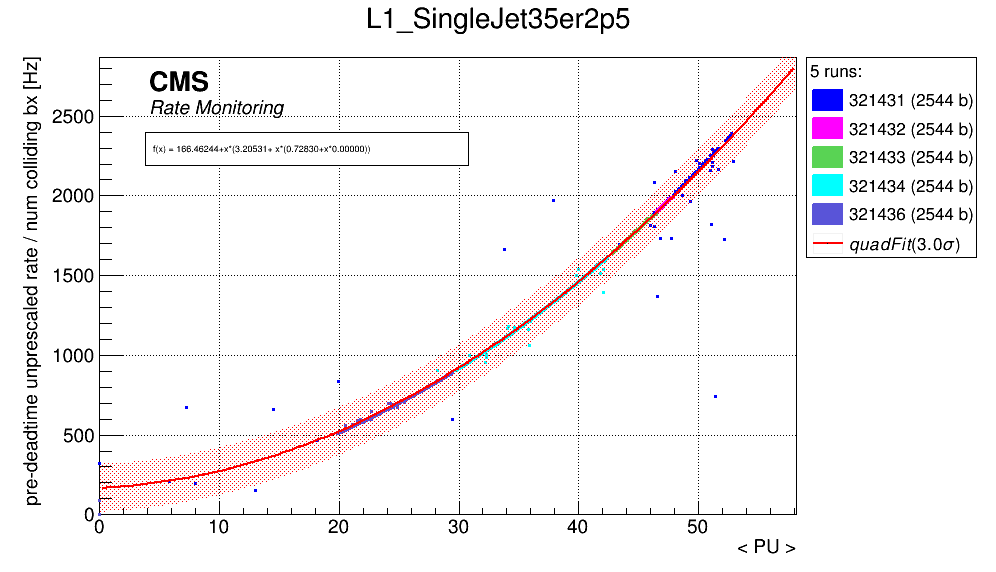 L1_SingleJet35er2p5
pre-deadtime unprescaled rate / num colliding bx [Hz]
CMS
Rate Monitoring
f(x) = 166.46244+x*(3.20531+ x*(0.72830+x*0.00000))
2500
2000
1500
1000
500
0
0 10 20 30 40 50
< PU >
5 runs:
321431 (2544 b)
321432 (2544 b)
321433 (2544 b)
321434 (2544 b)
321436 (2544 b)
quadFit(3.0σ)